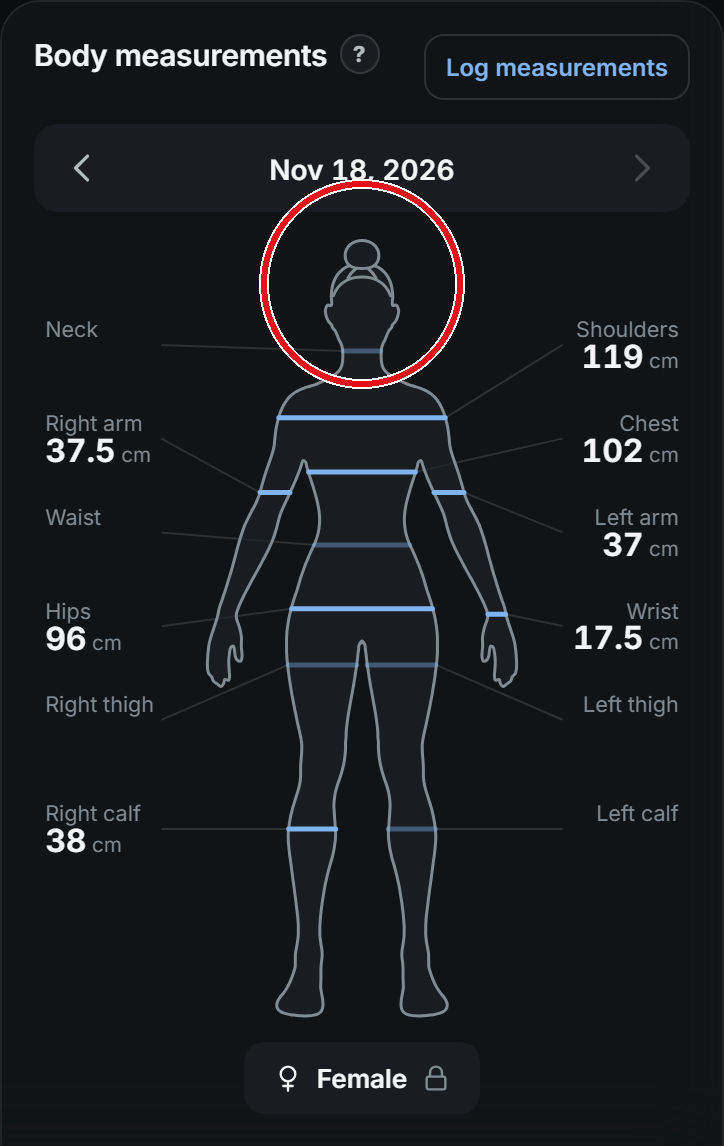 Body measurements ?
Log measurements
Nov 18, 2026
Neck
Shoulders
119 cm
Right arm
37.5 cm
Chest
102 cm
Waist
Left arm
37 cm
Hips
96 cm
Wrist
17.5 cm
Right thigh
Left thigh
Right calf
38 cm
Left calf
Female